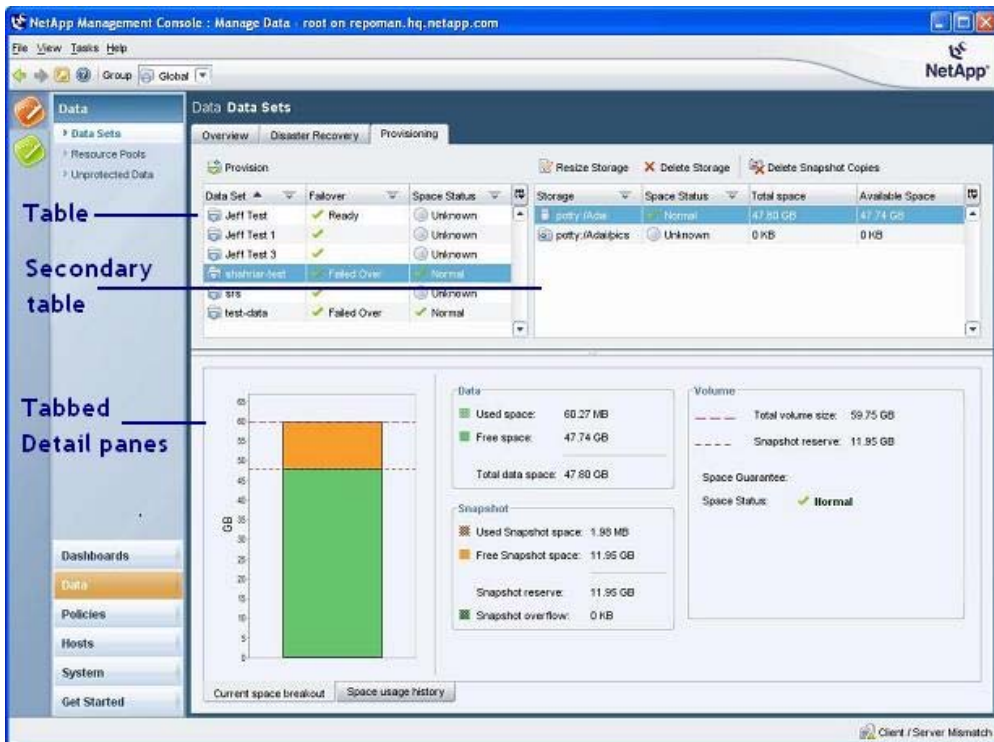 NetApp Management Console : Manage Data - root on repoman.hq.netapp.com
File View Tasks Help
Group Global
NetApp
Data
Data Sets
Resource Pools
Unprotected Data
Data Data Sets
Overview Disaster Recovery Provisioning
Provision
Resize Storage Delete Storage Delete Snapshot Copies
Data Set Failover Space Status
Storage Space Status Total space Available Space
Jeff Test Ready Unknown
potty:/Adai Normal 47.80 GB 47.74 GB
Jeff Test 1 Unknown
potty:/Adai/pics Unknown 0 KB 0 KB
Jeff Test 3 Unknown
shahriar-test Failed Over Normal
srs Unknown
test-data Failed Over Normal
Table
Secondary
table
Tabbed
Detail panes
65
60
55
50
45
40
35
30
25
20
15
10
5
0
GB
Data
Used space: 60.27 MB
Free space: 47.74 GB
Total data space: 47.80 GB
Snapshot
Used Snapshot space: 1.98 MB
Free Snapshot space: 11.95 GB
Snapshot reserve: 11.95 GB
Snapshot overflow: 0 KB
Volume
Total volume size: 59.75 GB
Snapshot reserve: 11.95 GB
Space Guarantee:
Space Status: Normal
Current space breakout Space usage history
Dashboards
Data
Policies
Hosts
System
Get Started
Client / Server Mismatch